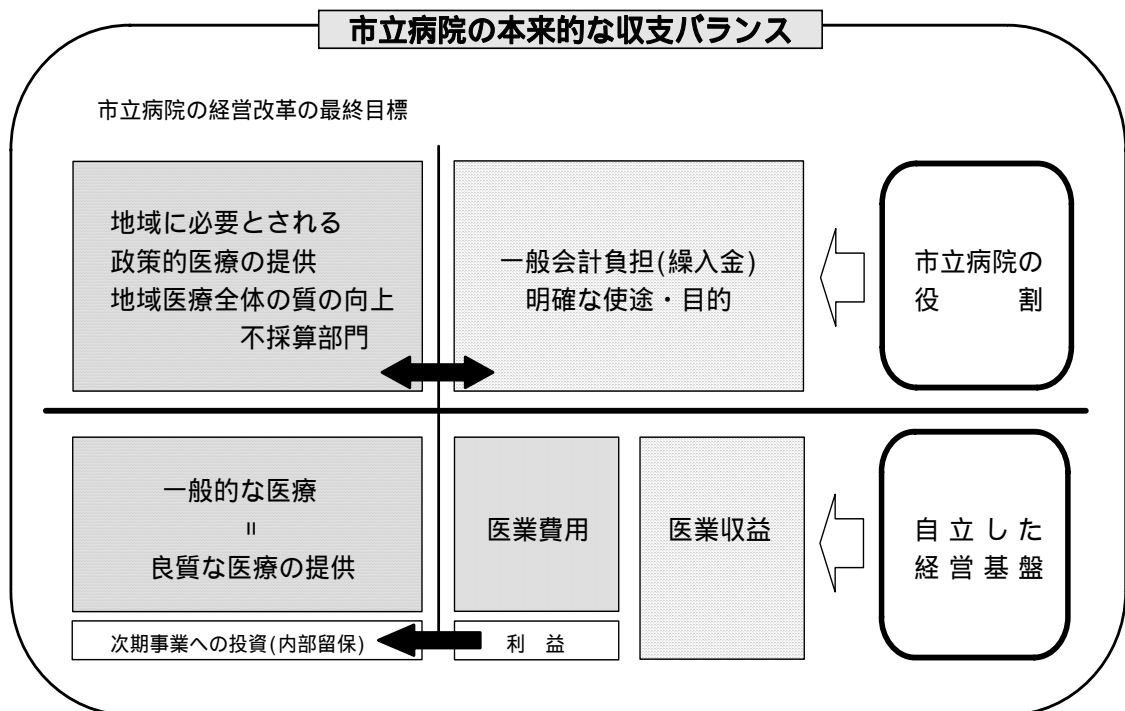 市立病院の本来的な収支バランス
市立病院の経営改革の最終目標
地域に必要とされる
政策的医療の提供
地域医療全体の質の向上
不採算部門
一般会計負担(繰入金)
明確な使途・目的
市立病院の
役割
一般的な医療
=
良質な医療の提供
医業費用
医業収益
自立した
経営基盤
次期事業への投資(内部留保)
利 益